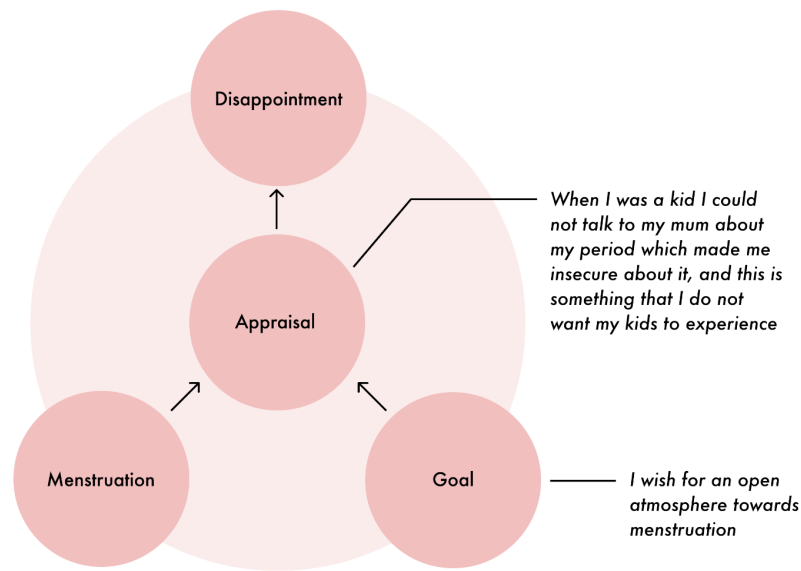 Disappointment
When I was a kid I could
not talk to my mum about
my period which made me
insecure about it, and this is
something that I do not
want my kids to experience
Appraisal
Menstruation
Goal
I wish for an open
atmosphere towards
menstruation